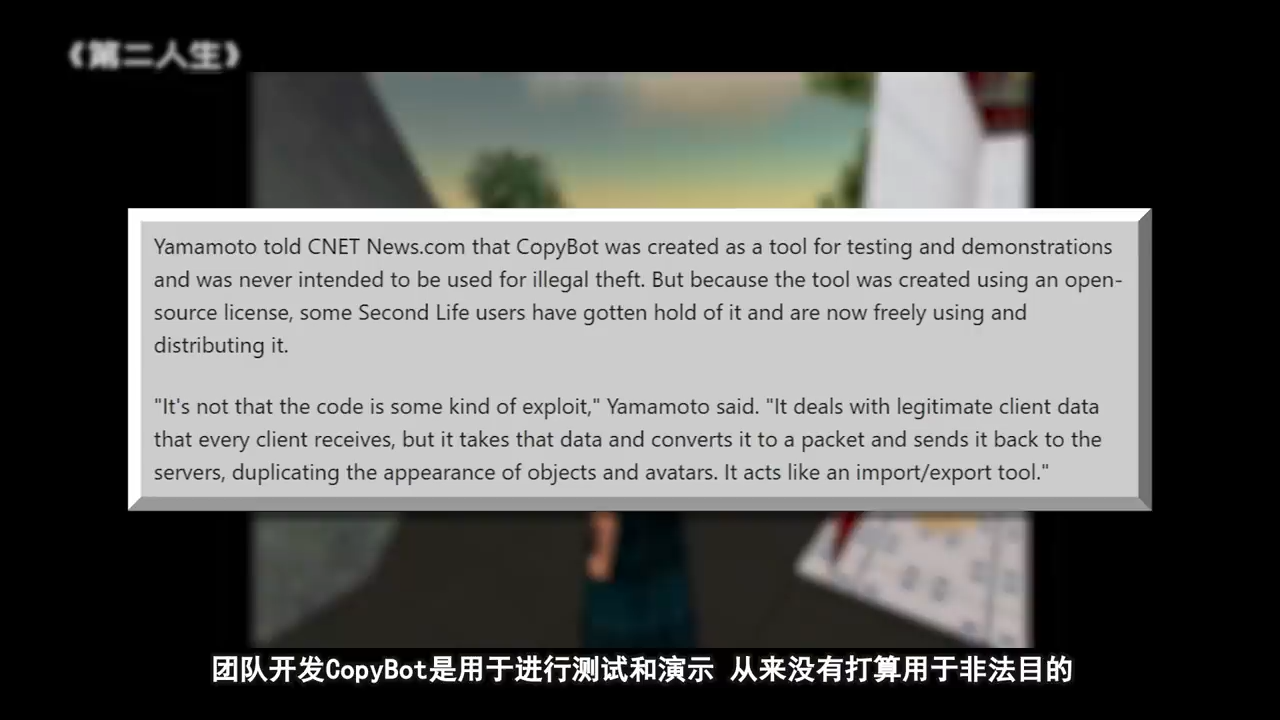 《第二人生》
Yamamoto told CNET News.com that CopyBot was created as a tool for testing and demonstrations
and was never intended to be used for illegal theft. But because the tool was created using an open-
source license, some Second Life users have gotten hold of it and are now freely using and
distributing it.
"It's not that the code is some kind of exploit," Yamamoto said. "It deals with legitimate client data
that every client receives, but it takes that data and converts it to a packet and sends it back to the
servers, duplicating the appearance of objects and avatars. It acts like an import/export tool."
团队开发CopyBot是用于进行测试和演示 从来没有打算用于非法目的